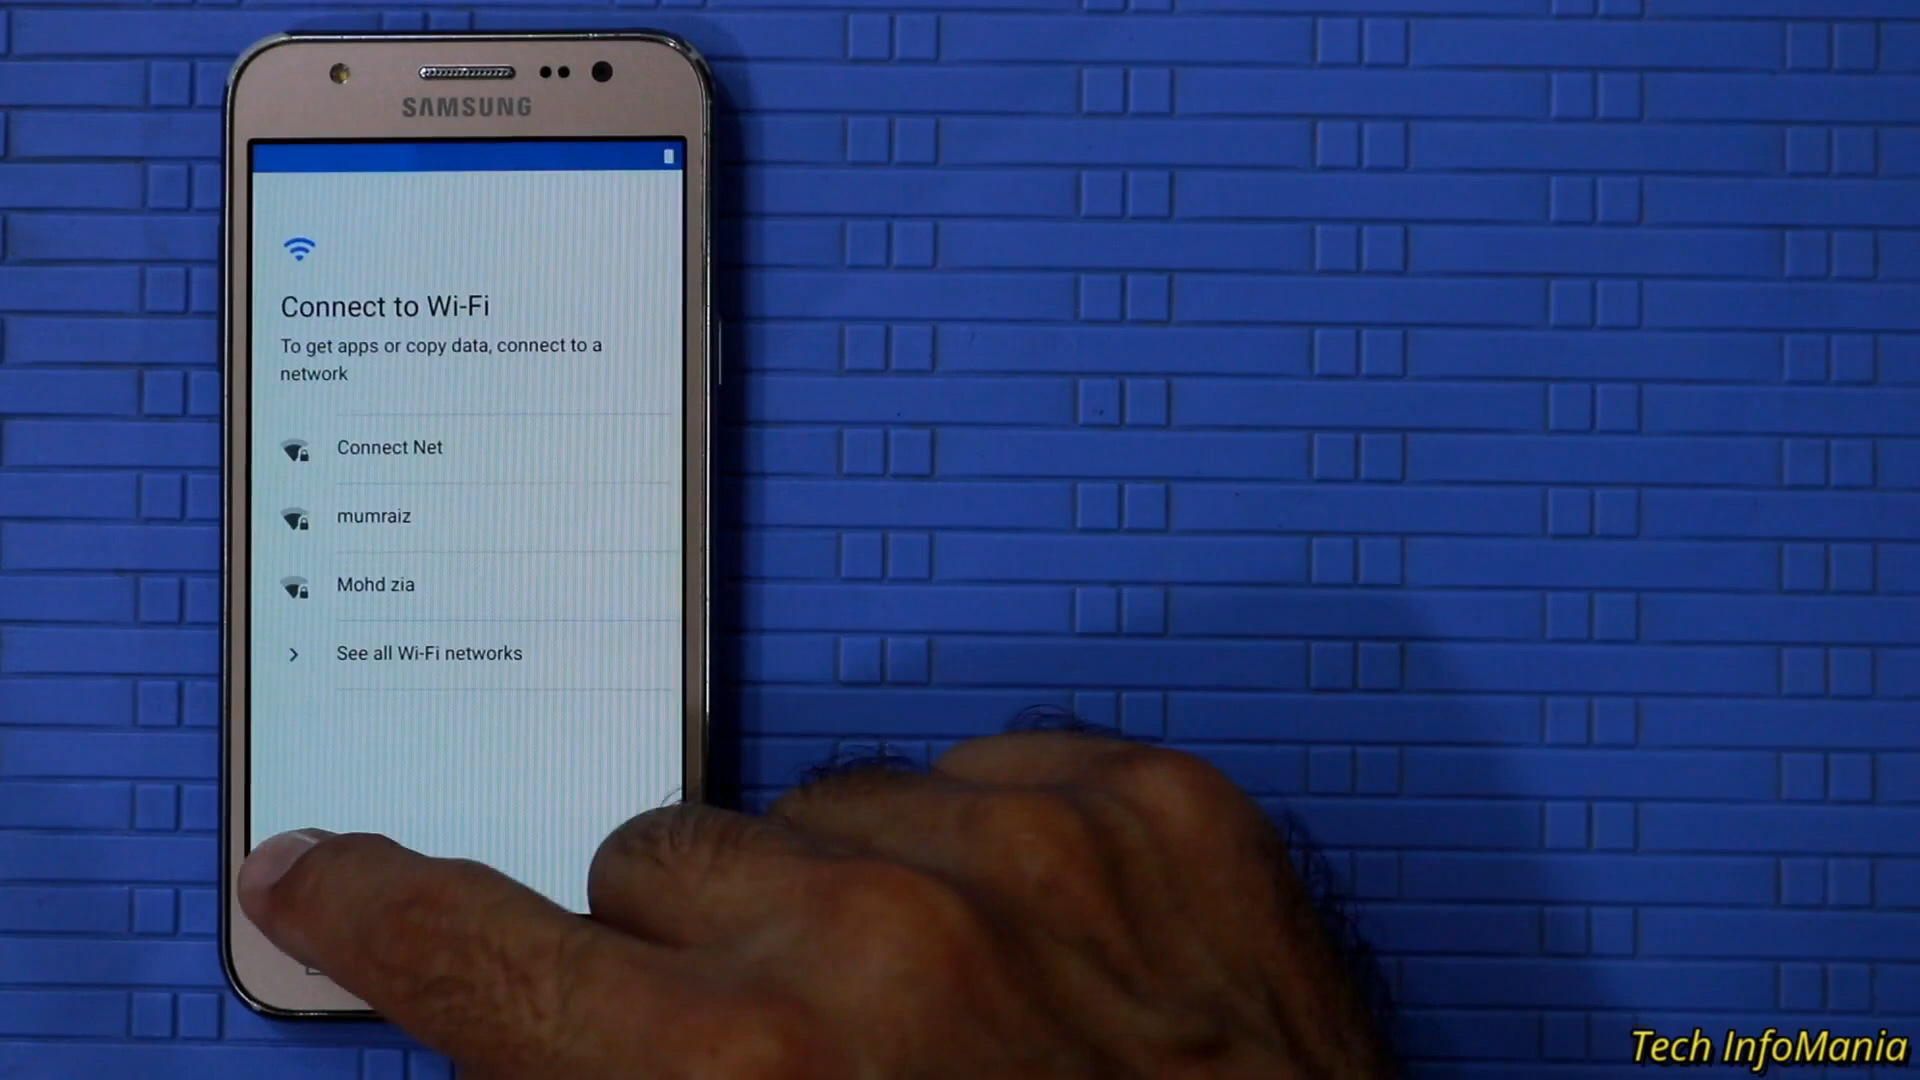 SAMSUNG
Connect to Wi-Fi
To get apps or copy data, connect to a
network
Connect Net
mumraiz
Mohd zia
See all Wi-Fi networks
Tech InfoMania